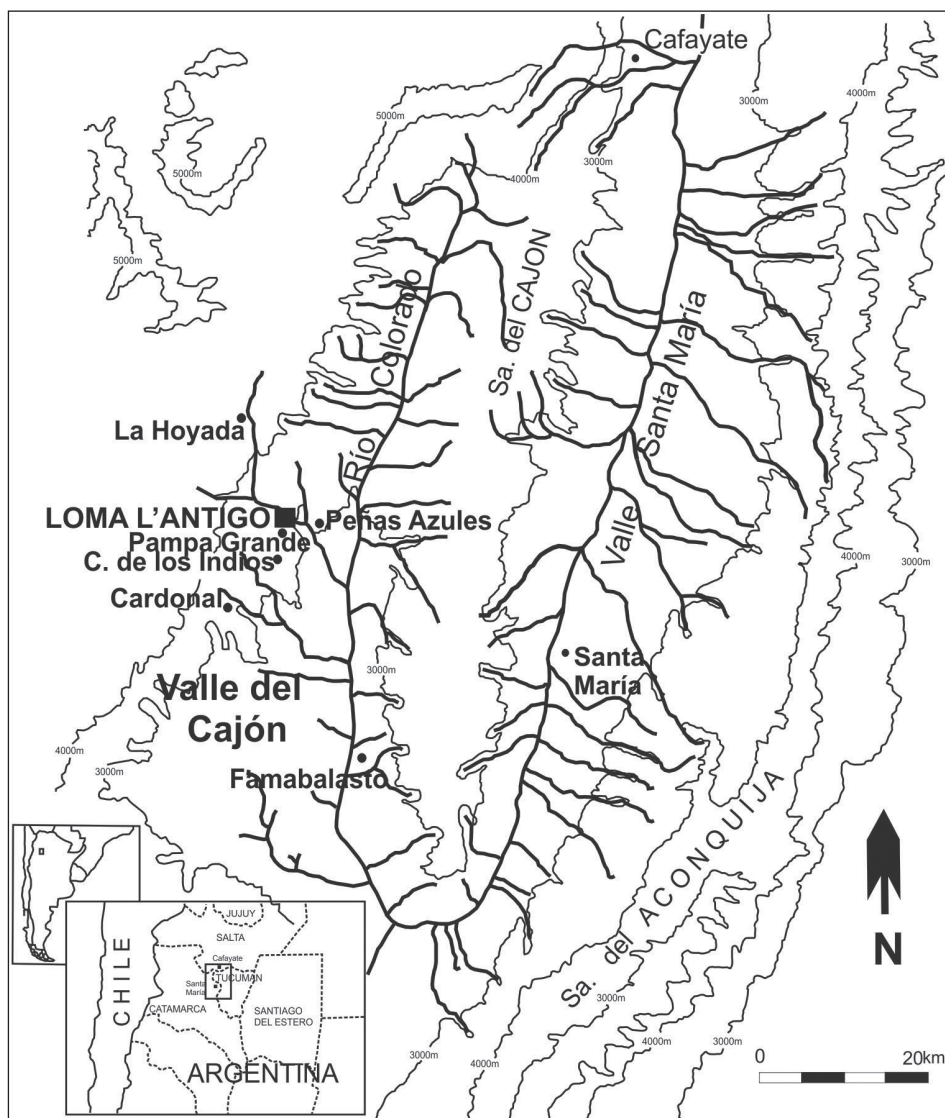 Cafayate
3000m
4000m
5000m
3000m
4000m
5000m
5000m
Sa. del CAJON
Río Colorado
Valle Santa María
La Hoyada
LOMA L'ANTIGO
Peñas Azules
Pampa Grande
C. de los Indios
4000m
3000m
Cardonal
Santa
María
3000m
Valle del
Cajón
4000m
3000m
Famabalasto
Sa. del ACONQUIJA
N
JUJUY
SALTA
Cafayate
TUCUMÁN
Santa
María
CATAMARCA
SANTIAGO
DEL ESTERO
CHILE
ARGENTINA
3000m
3000m
4000m
3000m
4000m
3000m
0 20km